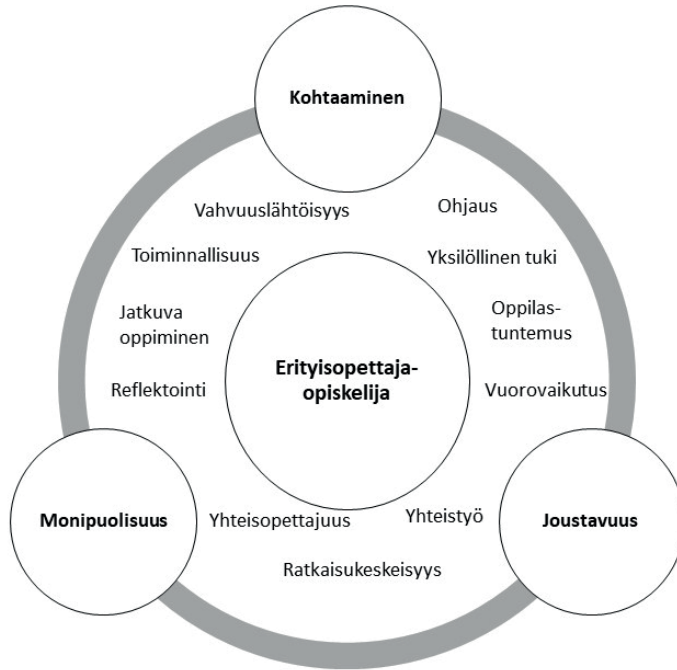 Kohtaaminen
Vahvuuslähtöisyys
Ohjaus
Toiminnallisuus
Yksilöllinen tuki
Jatkuva
oppiminen
Oppilas-
tuntemus
Erityisopettaja-
opiskelija
Reflektointi
Vuorovaikutus
Monipuolisuus
Yhteisopettajuus
Yhteistyö
Joustavuus
Ratkaisukeskeisyys